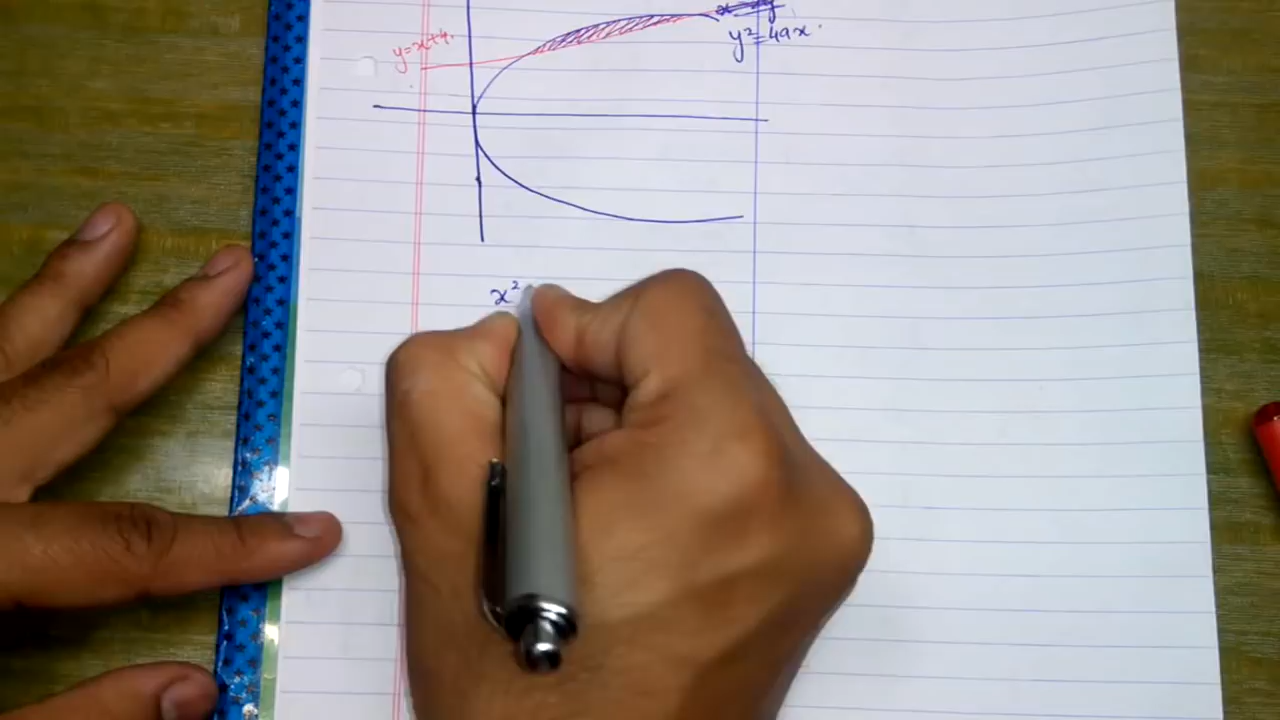 y=x+4.
y²=4ax.
x²